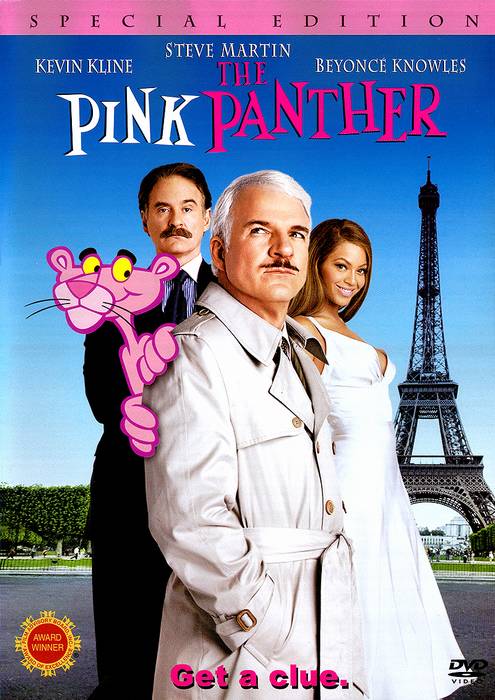 SPECIAL EDITION
STEVE MARTIN
KEVIN KLINE
BEYONCÉ KNOWLES
THE
PINK PANTHER
AWARD
WINNER
Get a clue.
DVD
VIDEO